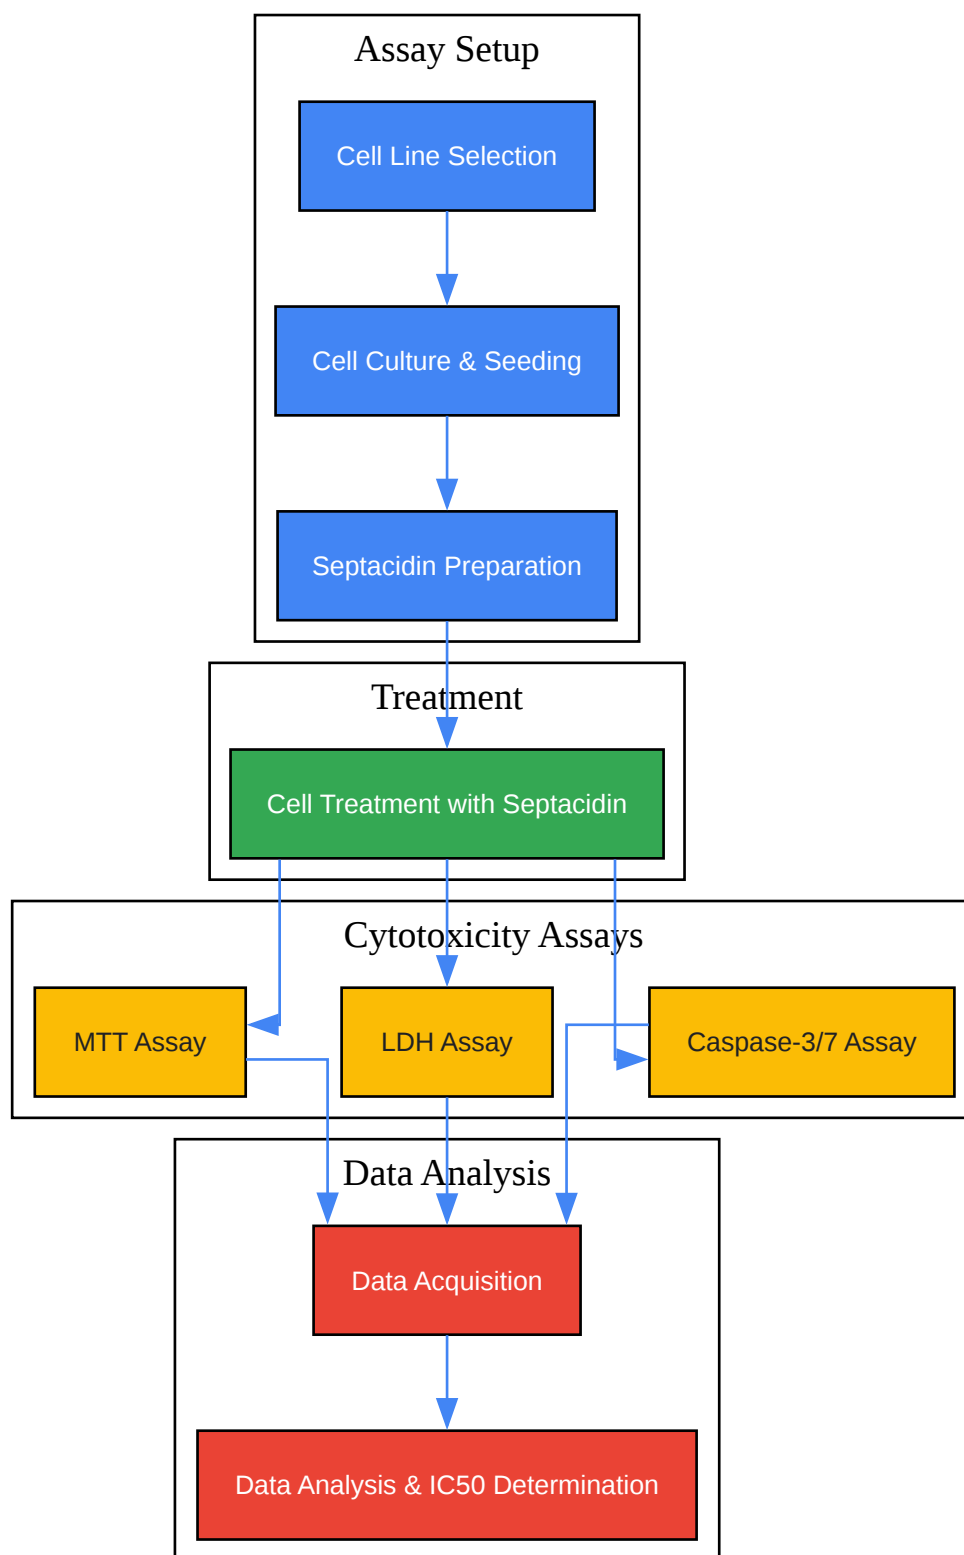 Assay Setup
Cell Line Selection
Cell Culture & Seeding
Septacidin Preparation
Treatment
Cell Treatment with Septacidin
Cytotoxicity Assays
MTT Assay
LDH Assay
Caspase-3/7 Assay
Data Analysis
Data Acquisition
Data Analysis & IC50 Determination